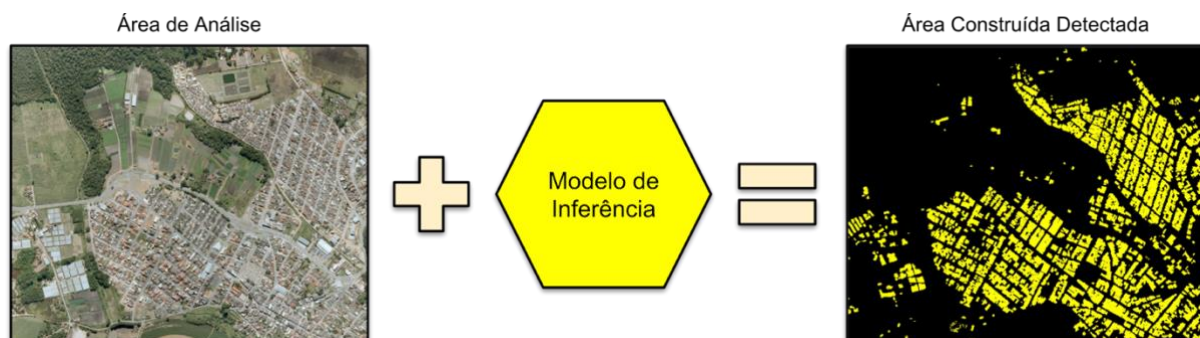 Área de Análise
Área Construída Detectada
Modelo de
Inferência